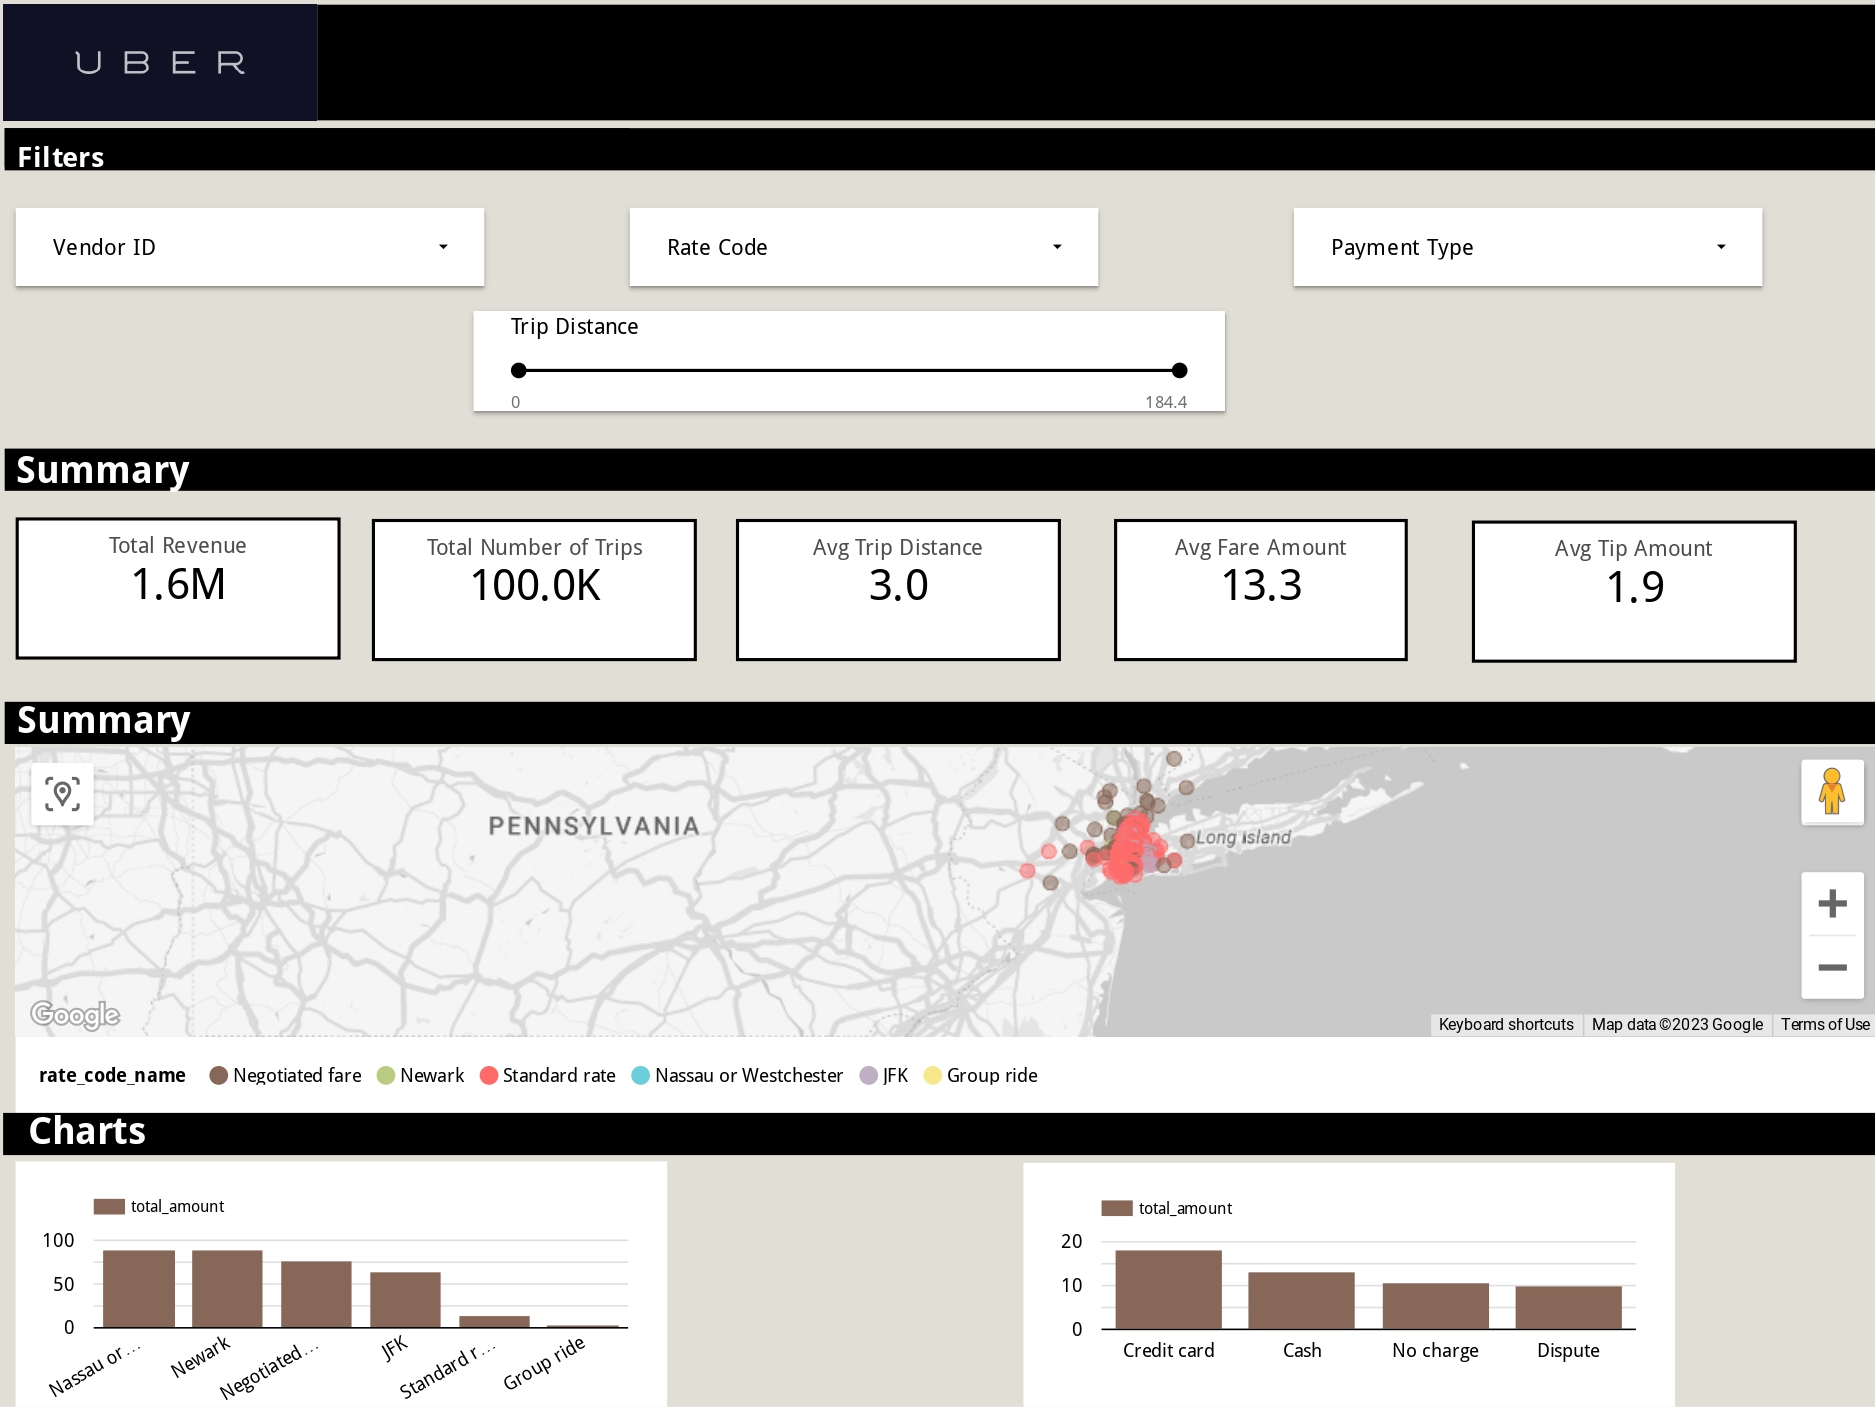 UBER
Filters
Vendor ID
Rate Code
Payment Type
Trip Distance
0
184.4
Summary
Total Revenue
1.6M
Total Number of Trips
100.0K
Avg Trip Distance
3.0
Avg Fare Amount
13.3
Avg Tip Amount
1.9
Summary
PENNSYLVANIA
Long Island
Google
Keyboard shortcuts
Map data ©2023 Google
Terms of Use
rate_code_name
Negotiated fare
Newark
Standard rate
Nassau or Westchester
JFK
Group ride
Charts
total_amount
100
50
0
Nassau or…
Newark
Negotiated…
JFK
Standard r…
Group ride
total_amount
20
10
0
Credit card
Cash
No charge
Dispute